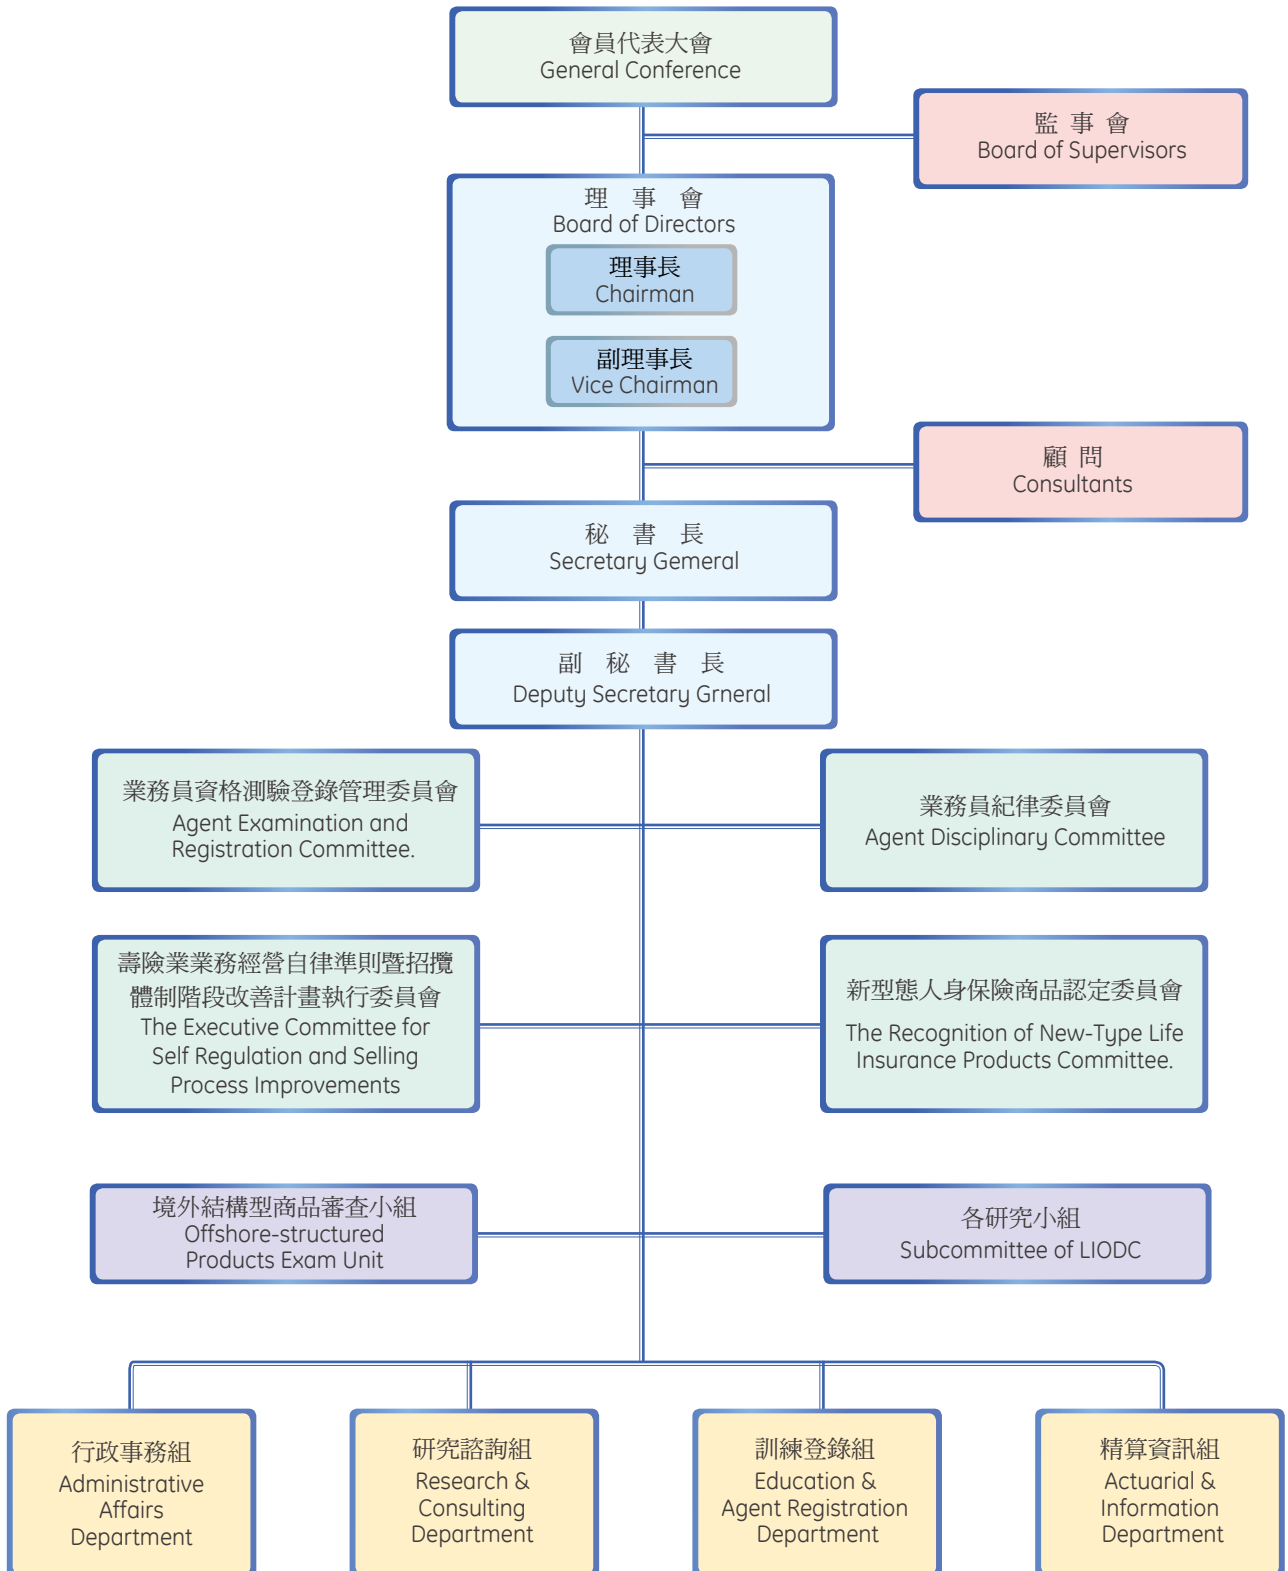 會員代表大會
General Conference
監 事 會
Board of Supervisors
理 事 會
Board of Directors
理事長
Chairman
副理事長
Vice Chairman
顧 問
Consultants
秘 書 長
Secretary Gemeral
副 秘 書 長
Deputy Secretary Grneral
業務員資格測驗登錄管理委員會
Agent Examination and
Registration Committee.
業務員紀律委員會
Agent Disciplinary Committee
壽險業業務經營自律準則暨招攬
體制階段改善計畫執行委員會
The Executive Committee for
Self Regulation and Selling
Process Improvements
新型態人身保險商品認定委員會
The Recognition of New-Type Life
Insurance Products Committee.
境外結構型商品審查小組
Offshore-structured
Products Exam Unit
各研究小組
Subcommittee of LIODC
行政事務組
Administrative
Affairs
Department
研究諮詢組
Research &
Consulting
Department
訓練登錄組
Education &
Agent Registration
Department
精算資訊組
Actuarial &
Information
Department